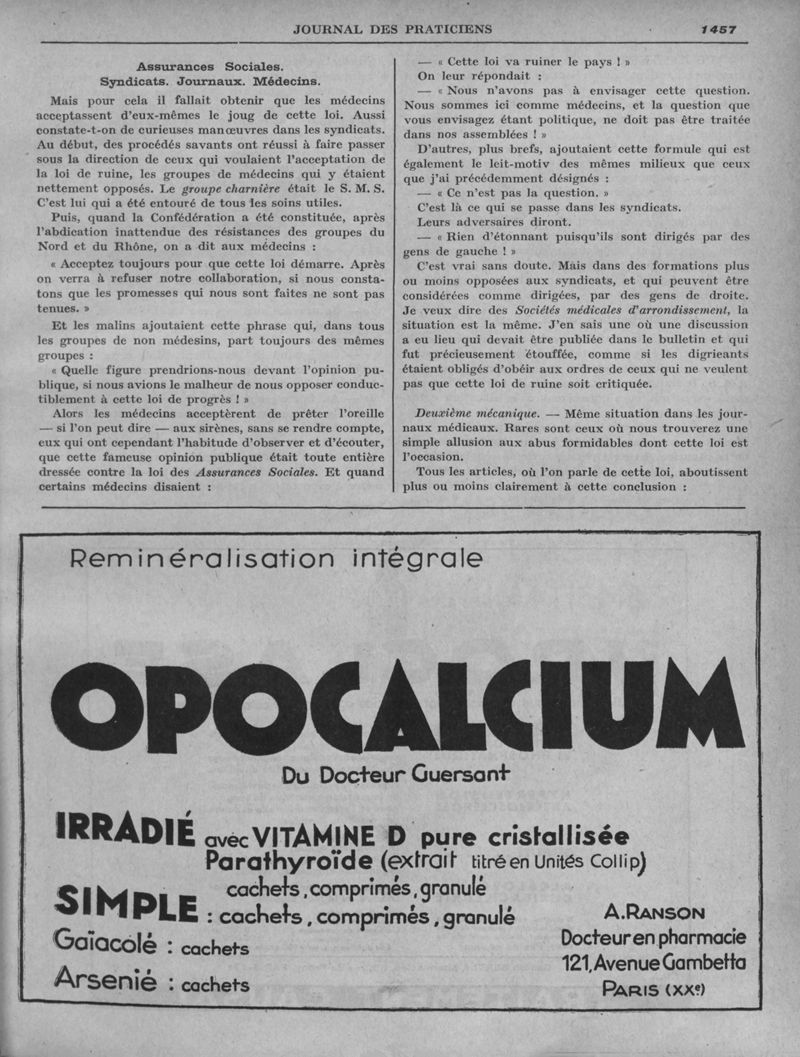 JOURNAL DES PRATICIENS 1457
Assurances Sociales.
Syndicats. Journaux. Médecins.
Mais pour cela il fallait obtenir que les médecins
acceptassent d'eux-mêmes le joug de cette loi. Aussi
constate-t-on de curieuses manœuvres dans les syndicats.
Au début, des procédés savants ont réussi à faire passer
sous la direction de ceux qui voulaient l'acceptation de
la loi de ruine, les groupes de médecins qui y étaient
nettement opposés. Le groupe charnière était le S. M. S.
C'est lui qui a été entouré de tous les soins utiles.
Puis, quand la Confédération a été constituée, après
l'abdication inattendue des résistances des groupes du
Nord et du Rhône, on a dit aux médecins :
« Acceptez toujours pour que cette loi démarre. Après
on verra à refuser notre collaboration, si nous consta-
tons que les promesses qui nous sont faites ne sont pas
tenues. »
Et les malins ajoutaient cette phrase qui, dans tous
les groupes de non médesins, part toujours des mêmes
groupes :
« Quelle figure prendrions-nous devant l'opinion pu-
blique, si nous avions le malheur de nous opposer conduc-
tiblement à cette loi de progrès ! »
Alors les médecins acceptèrent de prêter l'oreille
— si l'on peut dire — aux sirènes, sans se rendre compte,
eux qui ont cependant l'habitude d'observer et d'écouter,
que cette fameuse opinion publique était toute entière
dressée contre la loi des Assurances Sociales. Et quand
certains médecins disaient :
— « Cette loi va ruiner le pays ! »
On leur répondait :
— « Nous n'avons pas à envisager cette question.
Nous sommes ici comme médecins, et la question que
vous envisagez étant politique, ne doit pas être traitée
dans nos assemblées ! »
D'autres, plus brefs, ajoutaient cette formule qui est
également le leit-motiv des mêmes milieux que ceux
que j'ai précédemment désignés :
— « Ce n'est pas la question. »
C'est là ce qui se passe dans les syndicats.
Leurs adversaires diront.
— « Rien d'étonnant puisqu'ils sont dirigés par des
gens de gauche ! »
C'est vrai sans doute. Mais dans des formations plus
ou moins opposées aux syndicats, et qui peuvent être
considérées comme dirigées, par des gens de droite.
Je veux dire des Sociétés médicales d'arrondissement, la
situation est la même. J'en sais une où une discussion
a eu lieu qui devait être publiée dans le bulletin et qui
fut précieusement étouffée, comme si les digrieants
étaient obligés d'obéir aux ordres de ceux qui ne veulent
pas que cette loi de ruine soit critiquée.
Deuxième mécanique. — Même situation dans les jour-
naux médicaux. Rares sont ceux où nous trouverez une
simple allusion aux abus formidables dont cette loi est
l'occasion.
Tous les articles, où l'on parle de cette loi, aboutissent
plus ou moins clairement à cette conclusion :
Reminéralisation intégrale
OPOCALCIUM
Du Docteur Guersant
IRRADIÉ avec VITAMINE D pure cristallisée
Parathyroïde (extrait titré en Unités Collip)
cachets, comprimés, granulé
SIMPLE : cachets, comprimés, granulé
Gaïacolé : cachets
Arsenié : cachets
A. RANSON
Docteur en pharmacie
121, Avenue Gambetta
PARIS (XXe)